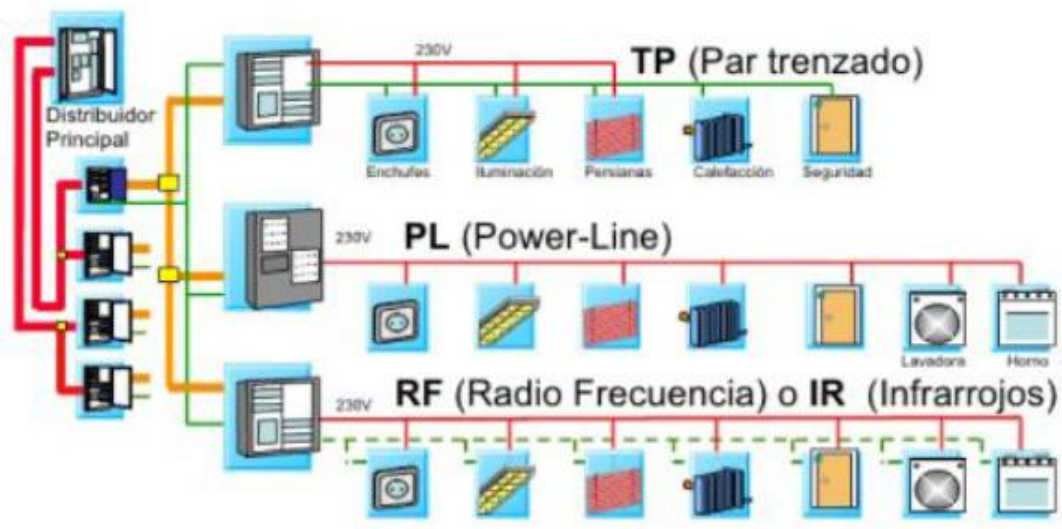 230V
TP (Par trenzado)
Distribuidor
Principal
Enchufes
Iluminación
Persianas
Calefacción
Seguridad
230V
PL (Power-Line)
Lavadora
Horno
230V
RF (Radio Frecuencia) o IR (Infrarrojos)